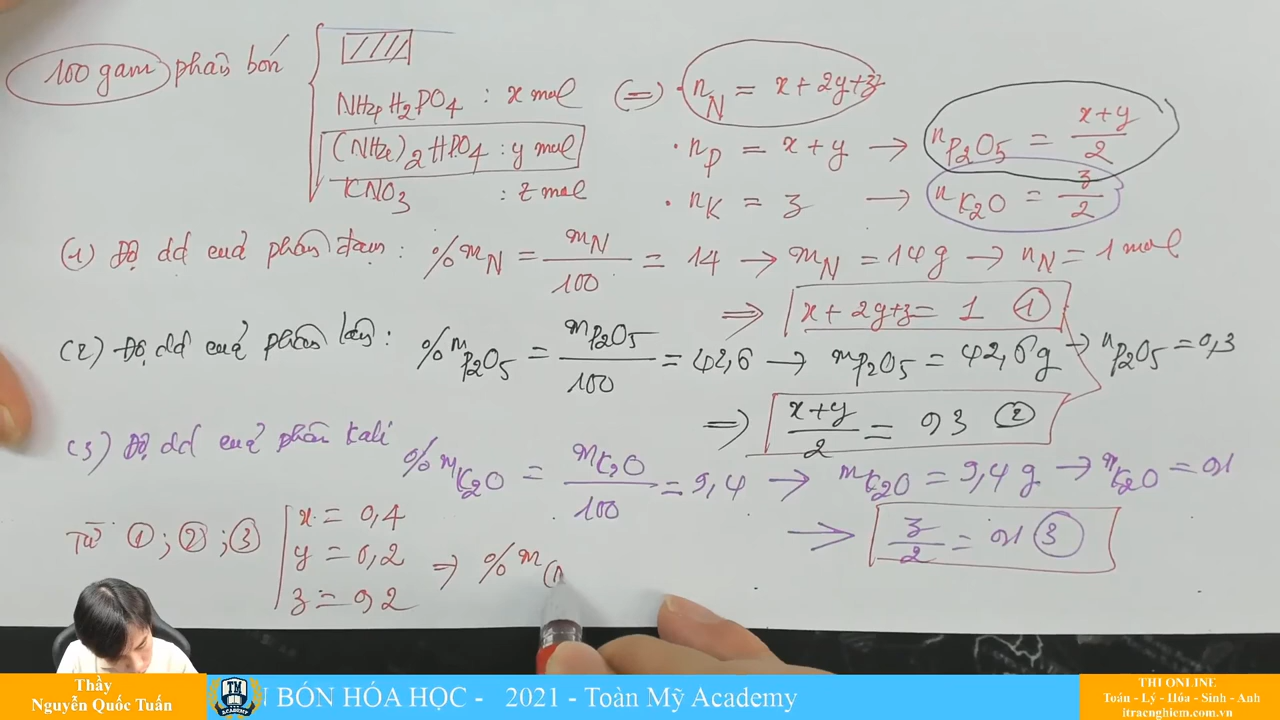 100 gam phân bón
NH4H2PO4 : x mol
(NH4)2HPO4 : y mol
KNO3 : z mol
(=) · nN = x + 2y + z
· nP = x + y → nP2O5 = x+y/2
· nK = z → nK2O = z/2
(1) Độ dd của phân đạm : %mN = mN/100 = 14 → mN = 14g → nN = 1 mol
=> x + 2y + z = 1 ①
(2) Độ dd của phân lân : %mP2O5 = mP2O5/100 = 42,6 → mP2O5 = 42,6g → nP2O5 = 0,3
=> x+y/2 = 0,3 ②
(3) Độ dd của phân Kali %mK2O = mK2O/100 = 9,4 → mK2O = 9,4g → nK2O = 0,1
=> z/2 = 0,1 ③
Từ ①; ②; ③ x = 0,4
y = 0,2
z = 0,2
=> %m(
Thầy
Nguyễn Quốc Tuấn
TM
ACADEMY
N BÓN HÓA HỌC - 2021 - Toàn Mỹ Academy
THI ONLINE
Toán - Lý - Hóa - Sinh - Anh
itracnghiem.com.vn